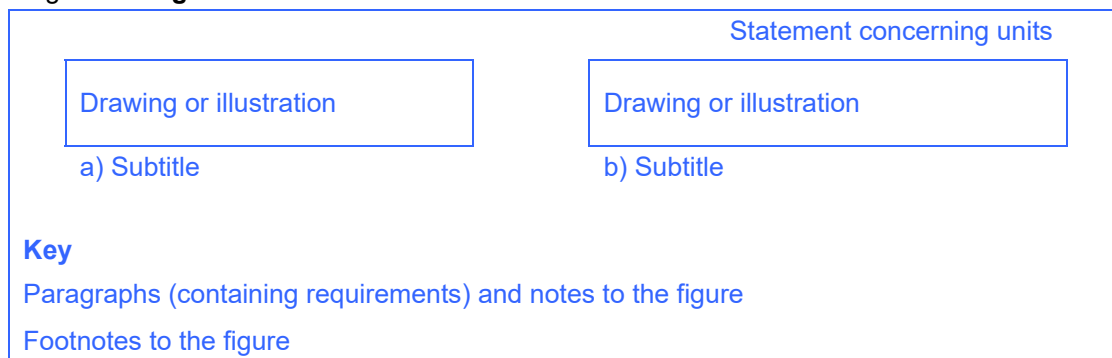 Statement concerning units
Drawing or illustration Drawing or illustration
a) Subtitle b) Subtitle
Key
Paragraphs (containing requirements) and notes to the figure
Footnotes to the figure